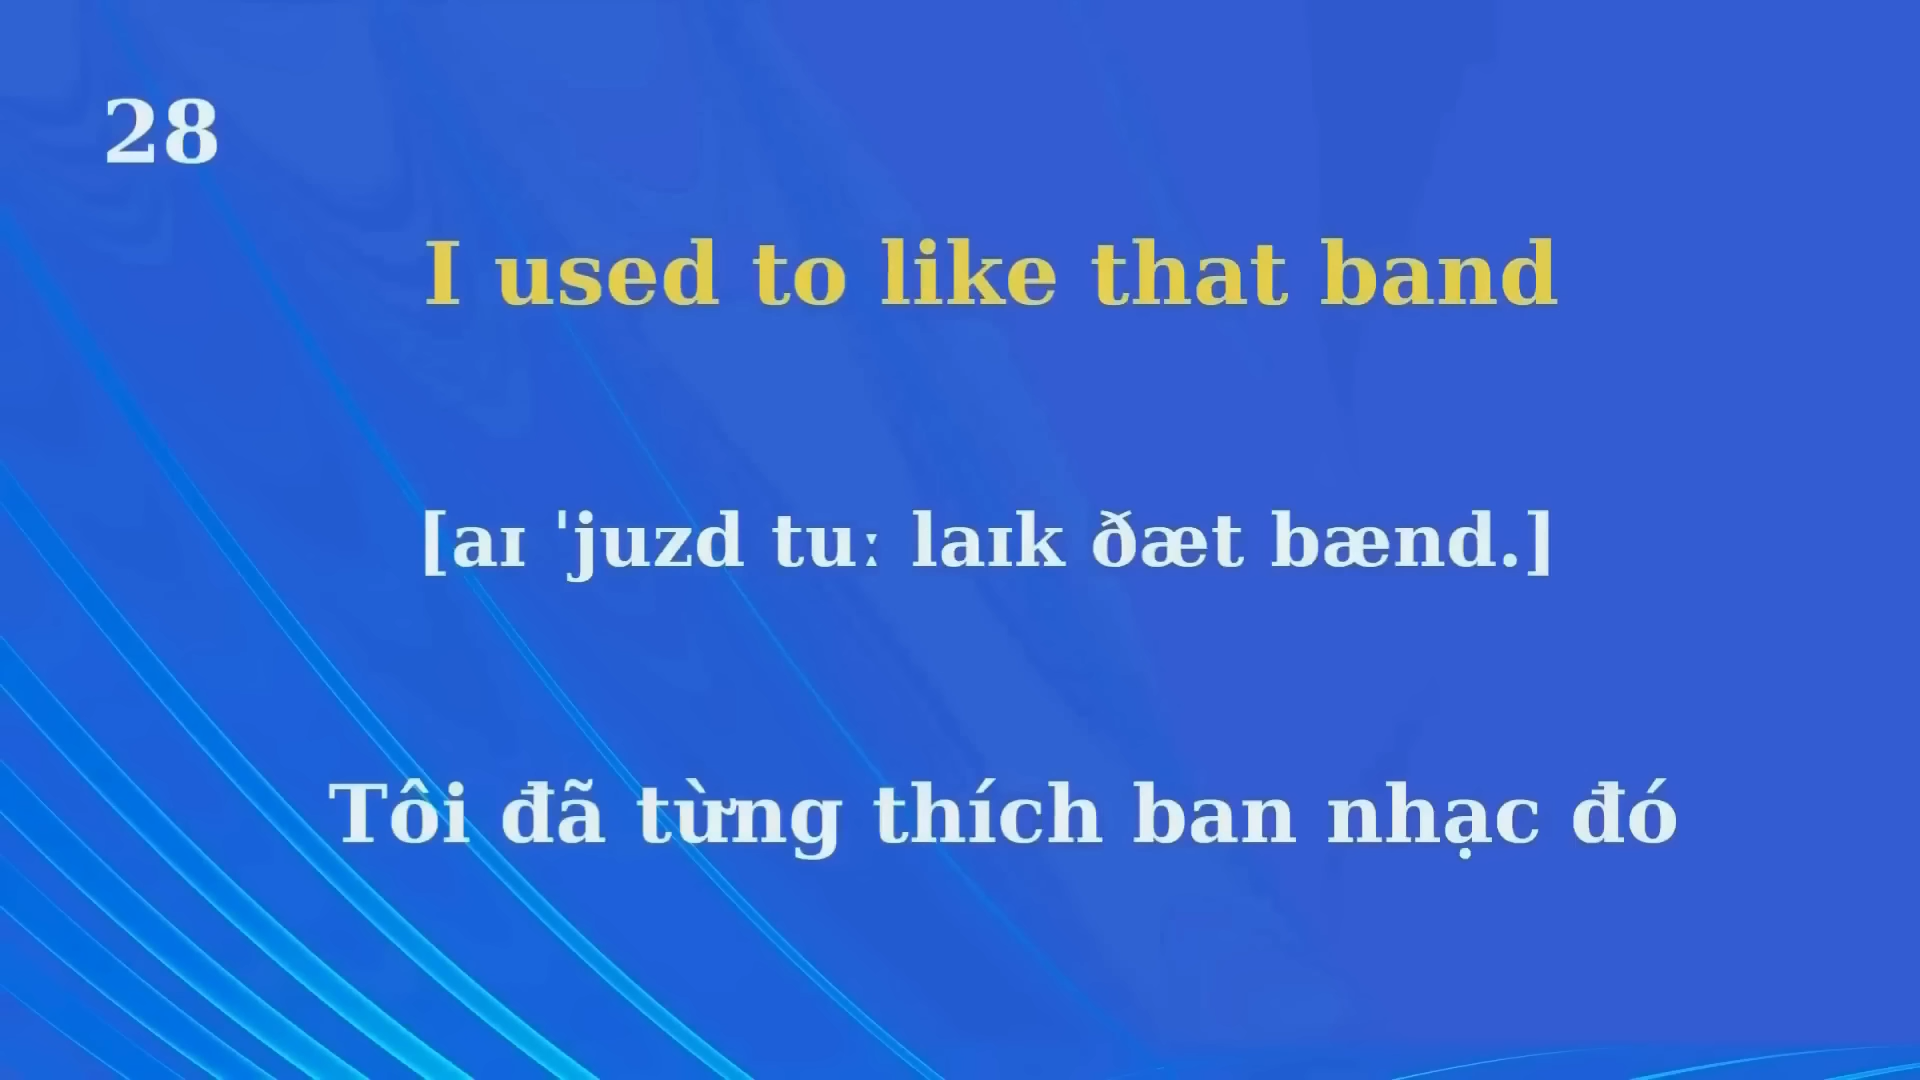 28
I used to like that band
[aɪ ˈjuzd tuː laɪk ðæt bænd.]
Tôi đã từng thích ban nhạc đó